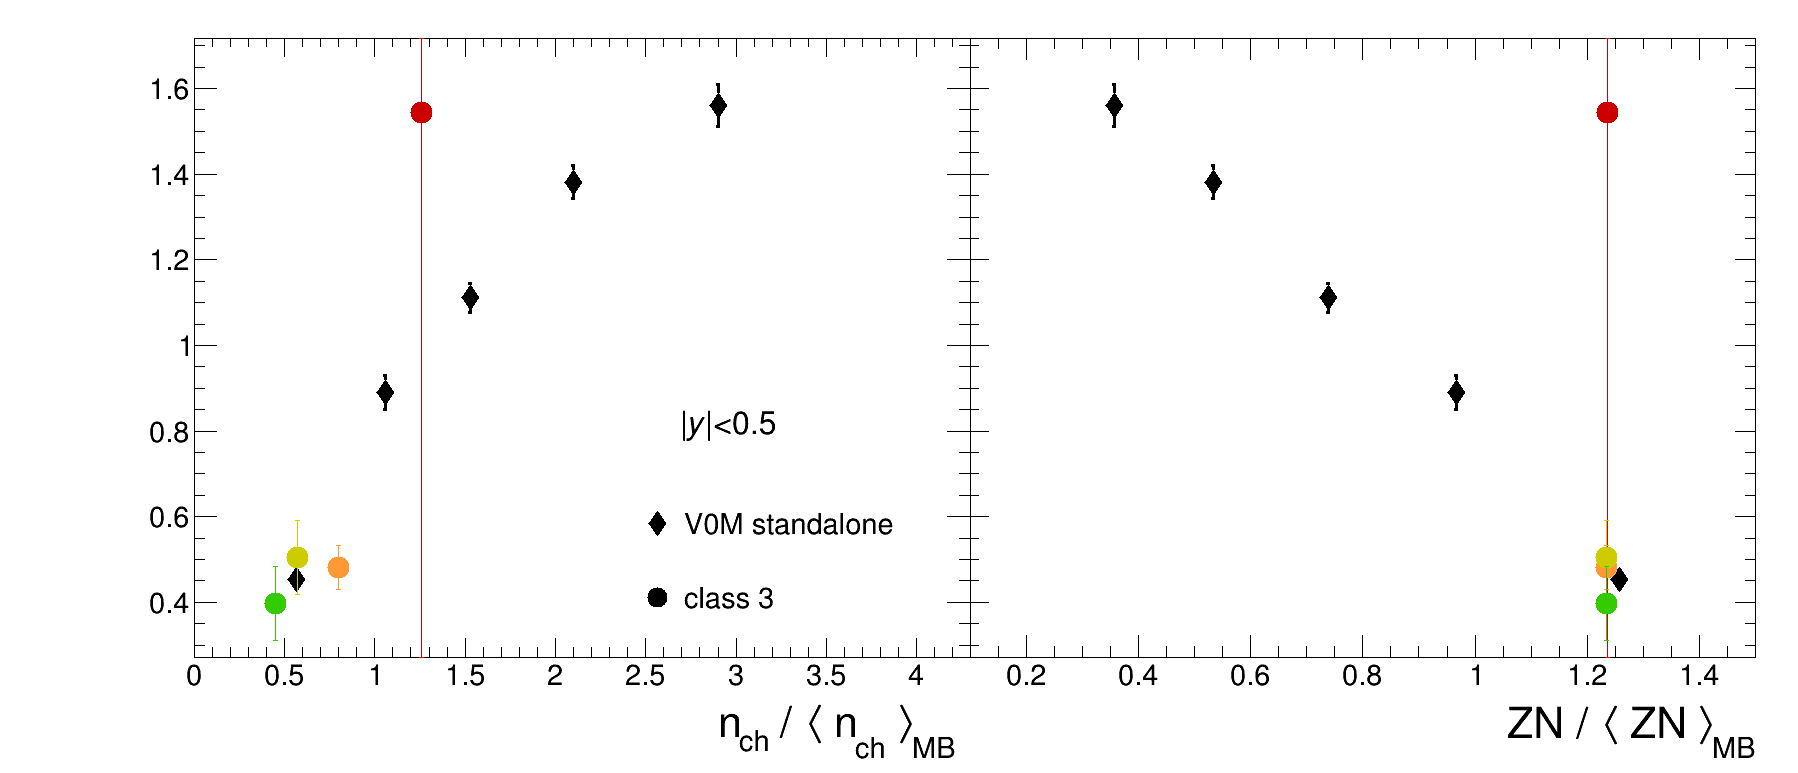 1.6
1.4
1.2
1
0.8
0.6
0.4
|y|<0.5
V0M standalone
class 3
0 0.5 1 1.5 2 2.5 3 3.5 4
0.2 0.4 0.6 0.8 1 1.2 1.4
n_ch / ⟨ n_ch ⟩_MB
ZN / ⟨ ZN ⟩_MB